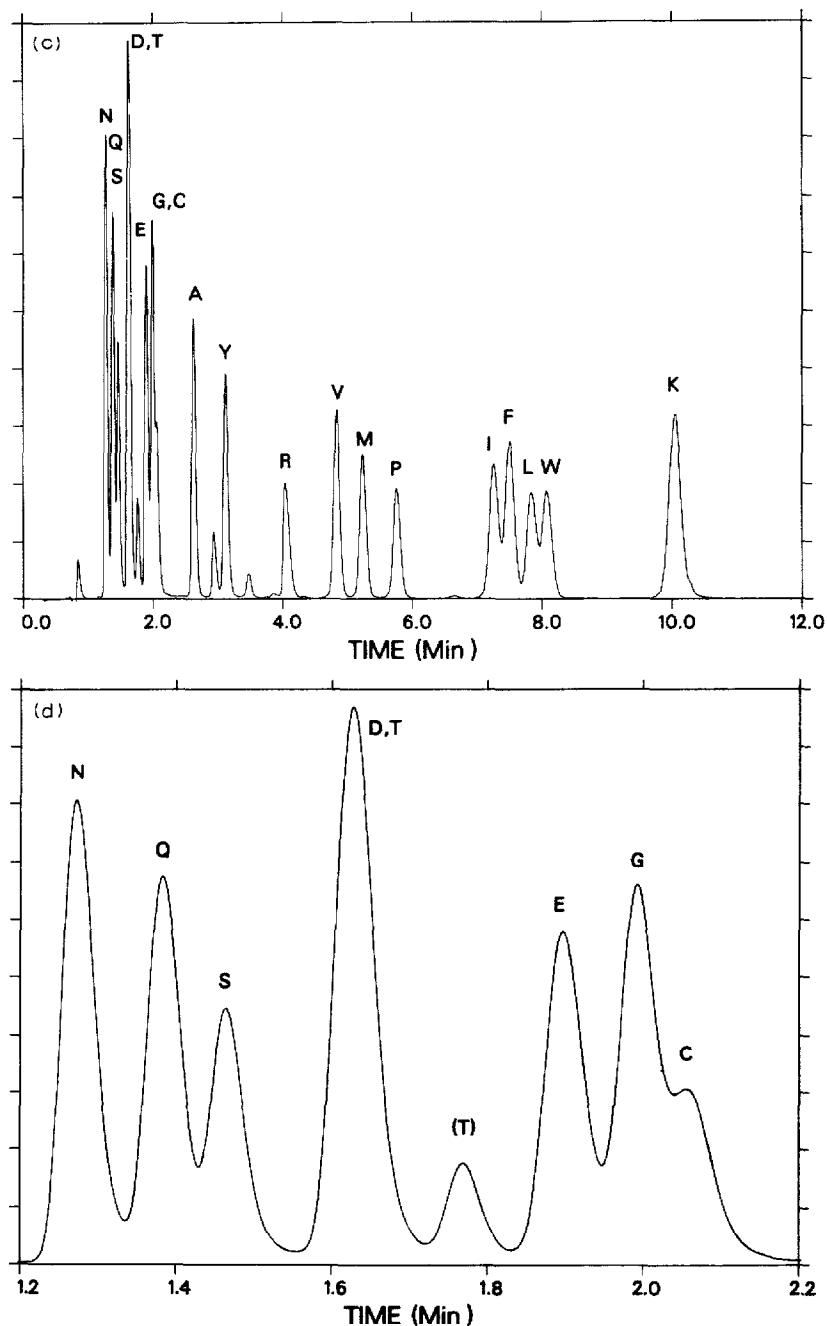 (c)
D,T
N
Q
S
G,C
E
A
Y
V
R
M
P
I
F
L
W
K
0.0 2.0 4.0 6.0 8.0 10.0 12.0
TIME (Min)
(d)
D,T
N
Q
G
E
S
C
(T)
1.2 1.4 1.6 1.8 2.0 2.2
TIME (Min)